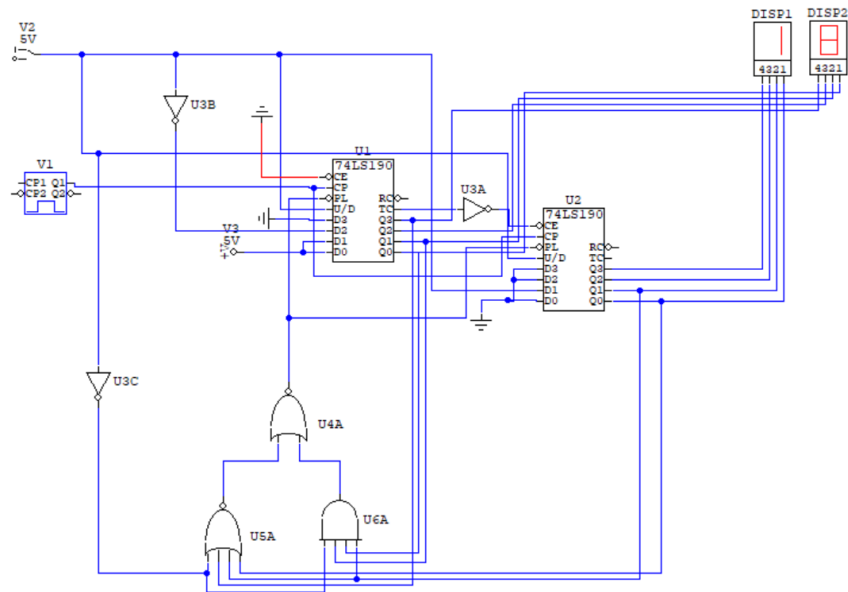 DISP1 DISP2
V2
5V
4321 4321
U3B
U1
V1
74LS190
CP1 Q1
CP2 Q2
CE
CP
PL RC
U/D TC
D3 Q3
D2 Q2
D1 Q1
D0 Q0
V3
5V
+V
U3A
U2
74LS190
CE
CP
PL RC
U/D TC
D3 Q3
D2 Q2
D1 Q1
D0 Q0
U3C
U4A
U5A
U6A